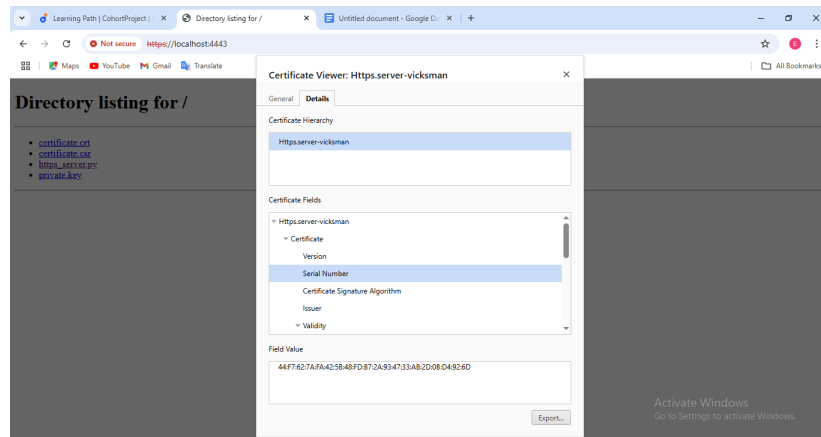 Learning Path | CohortProject |
Directory listing for /
Untitled document - Google Do
Not secure https://localhost:4443
E
Maps YouTube Gmail Translate
All Bookmarks
Directory listing for /
certificate.crt
certificate.csr
https_server.py
private.key
Certificate Viewer: Https.server-vicksman
General Details
Certificate Hierarchy
Https.server-vicksman
Certificate Fields
Https.server-vicksman
Certificate
Version
Serial Number
Certificate Signature Algorithm
Issuer
Validity
Field Value
44:F7:62:7A:FA:42:5B:48:FD:B7:2A:93:47:33:AB:2D:0B:D4:92:6D
Export...
Activate Windows
Go to Settings to activate Windows.